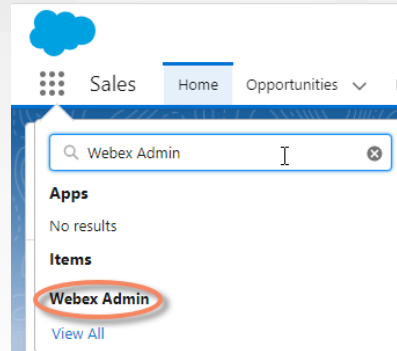 Sales Home Opportunities
Webex Admin
Apps
No results
Items
Webex Admin
View All